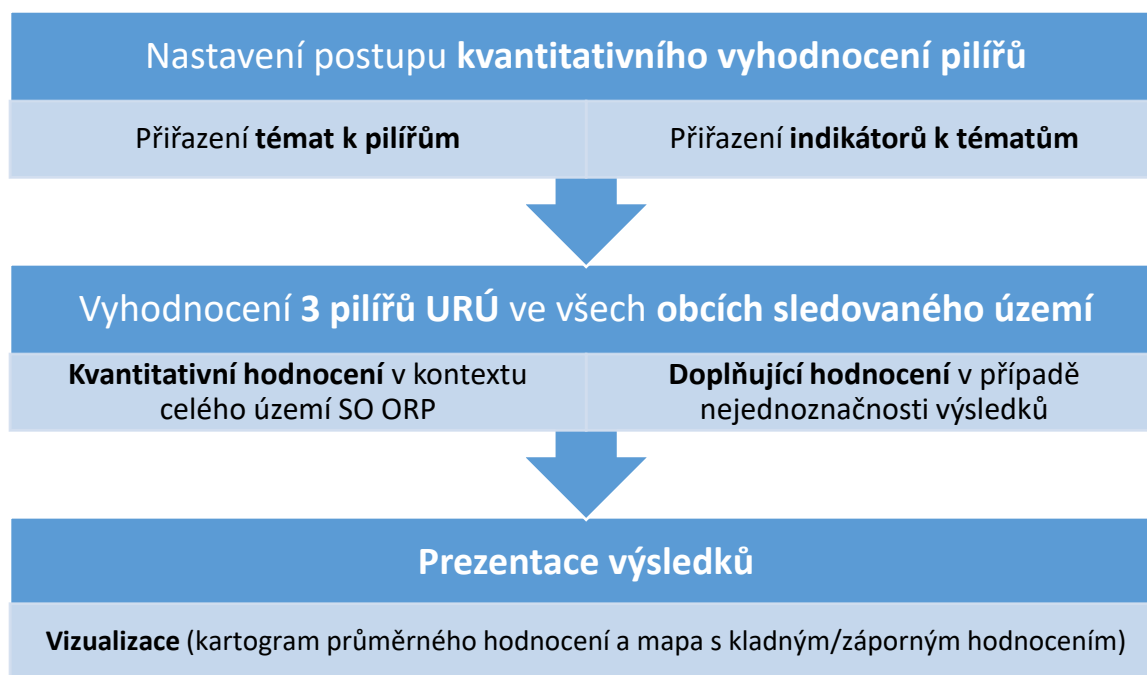 Nastavení postupu kvantitativního vyhodnocení pilířů
Přiřazení témat k pilířům
Přiřazení indikátorů k tématům
Vyhodnocení 3 pilířů URÚ ve všech obcích sledovaného území
Kvantitativní hodnocení v kontextu
celého území SO ORP
Doplňující hodnocení v případě
nejednoznačnosti výsledků
Prezentace výsledků
Vizualizace (kartogram průměrného hodnocení a mapa s kladným/záporným hodnocením)